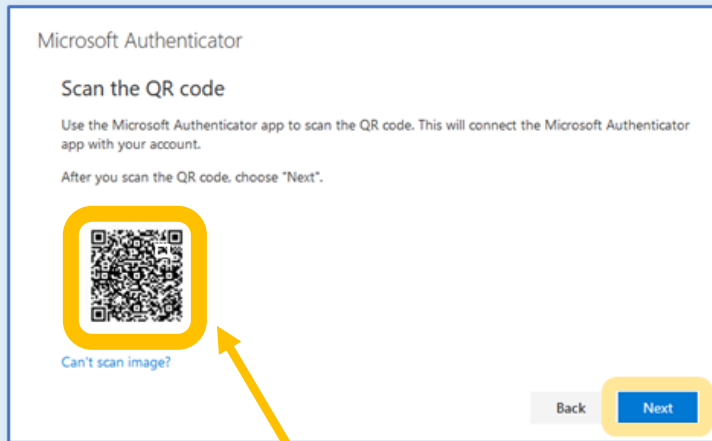 Microsoft Authenticator
Scan the QR code
Use the Microsoft Authenticator app to scan the QR code. This will connect the Microsoft Authenticator
app with your account.
After you scan the QR code, choose "Next".
Can't scan image?
Back
Next